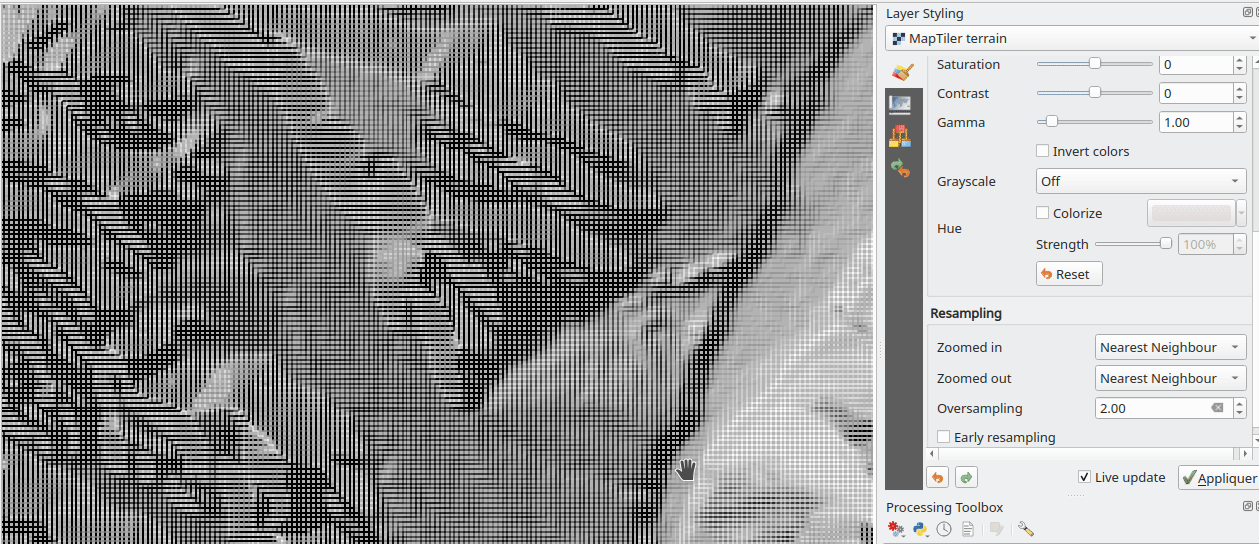 Layer Styling
MapTiler terrain
Saturation 0
Contrast 0
Gamma 1.00
Invert colors
Grayscale Off
Colorize
Hue
Strength 100%
Reset
Resampling
Zoomed in Nearest Neighbour
Zoomed out Nearest Neighbour
Oversampling 2.00
Early resampling
Live update Appliquer
Processing Toolbox